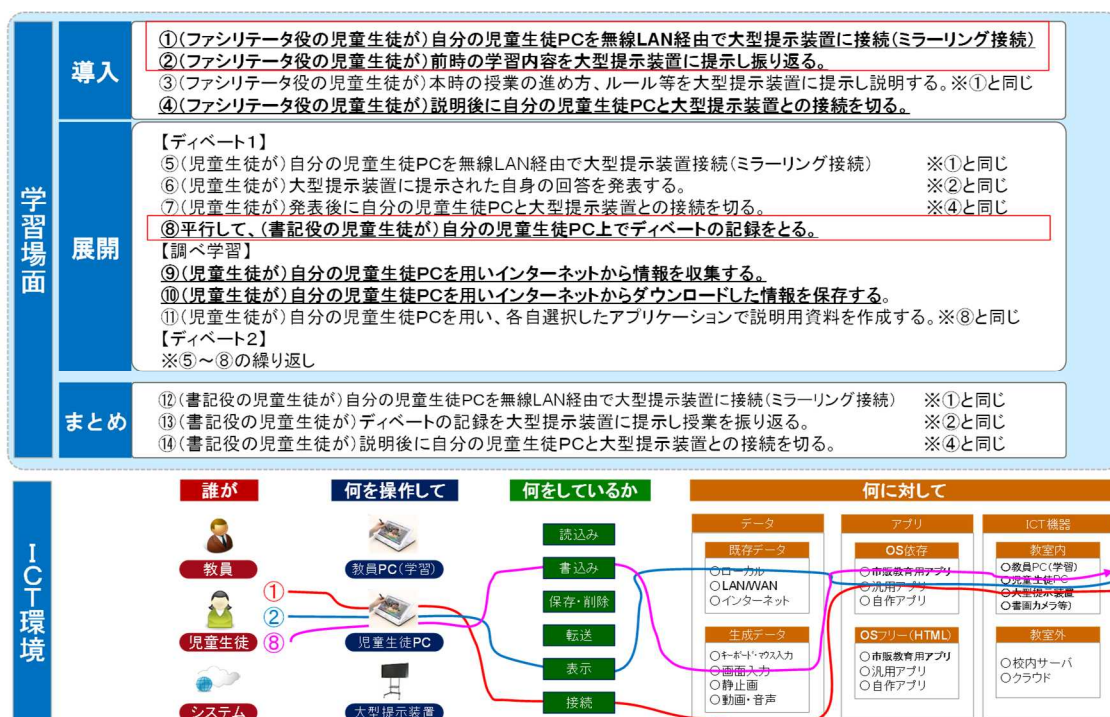 学習場面
導入
①(ファシリテータ役の児童生徒が)自分の児童生徒PCを無線LAN経由で大型提示装置に接続(ミラーリング接続)
②(ファシリテータ役の児童生徒が)前時の学習内容を大型提示装置に提示し振り返る。
③(ファシリテータ役の児童生徒が)本時の授業の進め方、ルール等を大型提示装置に提示し説明する。※①と同じ
④(ファシリテータ役の児童生徒が)説明後に自分の児童生徒PCと大型提示装置との接続を切る。
展開
【ディベート1】
⑤(児童生徒が)自分の児童生徒PCを無線LAN経由で大型提示装置接続(ミラーリング接続) ※①と同じ
⑥(児童生徒が)大型提示装置に提示された自身の回答を発表する。 ※②と同じ
⑦(児童生徒が)発表後に自分の児童生徒PCと大型提示装置との接続を切る。 ※④と同じ
⑧平行して、(書記役の児童生徒が)自分の児童生徒PC上でディベートの記録をとる。
【調べ学習】
⑨(児童生徒が)自分の児童生徒PCを用いインターネットから情報を収集する。
⑩(児童生徒が)自分の児童生徒PCを用いインターネットからダウンロードした情報を保存する。
⑪(児童生徒が)自分の児童生徒PCを用い、各自選択したアプリケーションで説明用資料を作成する。※⑧と同じ
【ディベート2】
※⑤~⑧の繰り返し
まとめ
⑫(書記役の児童生徒が)自分の児童生徒PCを無線LAN経由で大型提示装置に接続(ミラーリング接続) ※①と同じ
⑬(書記役の児童生徒が)ディベートの記録を大型提示装置に提示し授業を振り返る。 ※②と同じ
⑭(書記役の児童生徒が)説明後に自分の児童生徒PCと大型提示装置との接続を切る。 ※④と同じ
ICT環境
誰が
教員
児童生徒
システム
①
②
⑧
何を操作して
教員PC(学習)
児童生徒PC
大型提示装置
何をしているか
読込み
書込み
保存・削除
転送
表示
接続
何に対して
データ
既存データ
○ローカル
○LAN/WAN
○インターネット
生成データ
○キーボード・マウス入力
○画面入力
○静止画
○動画・音声
アプリ
OS依存
○市販教育用アプリ
○汎用アプリ
○自作アプリ
OSフリー(HTML)
○市販教育用アプリ
○汎用アプリ
○自作アプリ
ICT機器
教室内
○教員PC(学習)
○児童生徒PC
○大型提示装置
○書画カメラ等)
教室外
○校内サーバ
○クラウド